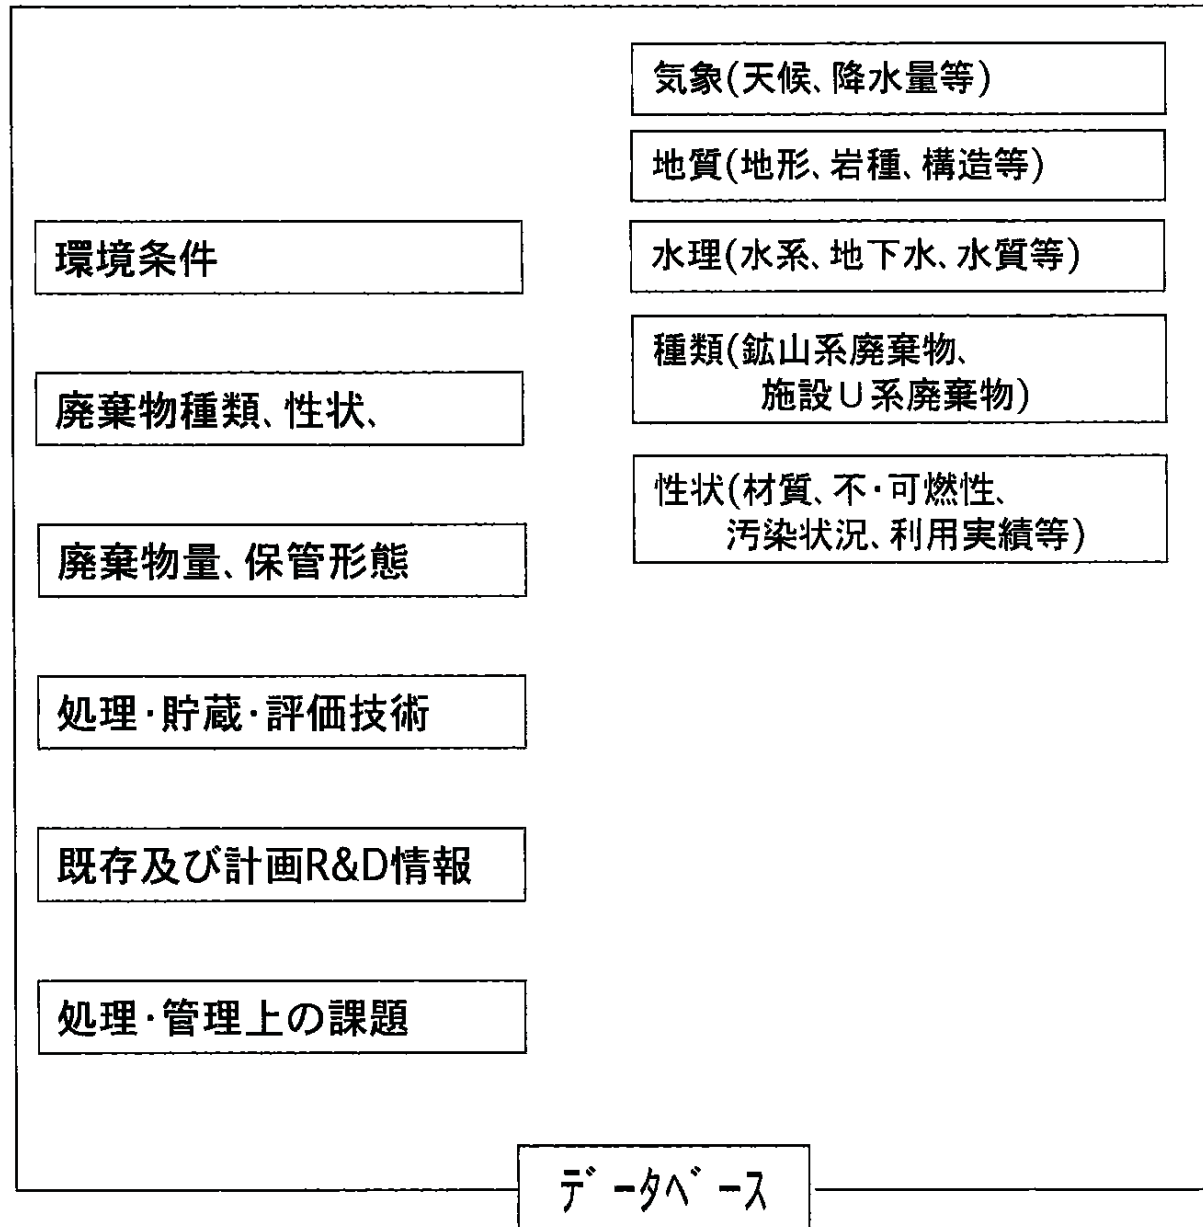 環境条件
廃棄物種類、性状、
廃棄物量、保管形態
処理・貯蔵・評価技術
既存及び計画R&D情報
処理・管理上の課題
気象(天候、降水量等)
地質(地形、岩種、構造等)
水理(水系、地下水、水質等)
種類(鉱山系廃棄物、
施設U系廃棄物)
性状(材質、不・可燃性、
汚染状況、利用実績等)
データベース